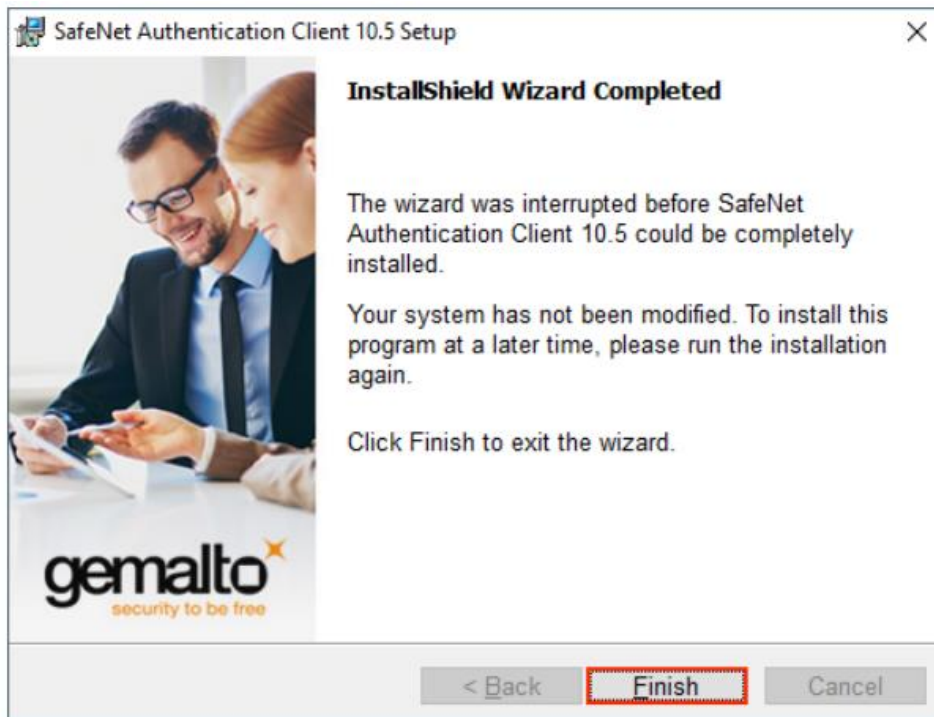 SafeNet Authentication Client 10.5 Setup
InstallShield Wizard Completed
The wizard was interrupted before SafeNet
Authentication Client 10.5 could be completely
installed.
Your system has not been modified. To install this
program at a later time, please run the installation
again.
Click Finish to exit the wizard.
gemalto
security to be free
< Back
Finish
Cancel